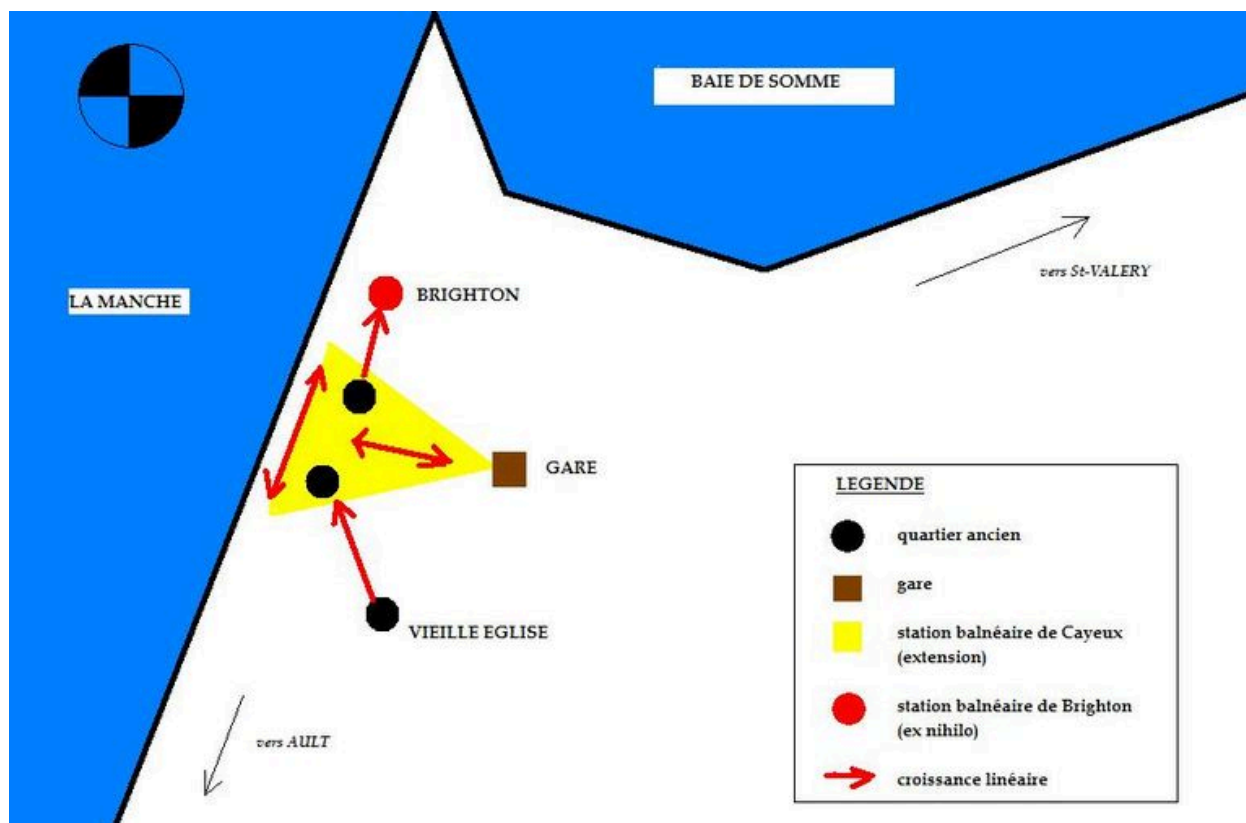 BAIE DE SOMME
LA MANCHE
vers St-VALERY
BRIGHTON
GARE
VIEILLE EGLISE
vers AULT
LEGENDE
quartier ancien
gare
station balnéaire de Cayeux
(extension)
station balnéaire de Brighton
(ex nihilo)
croissance linéaire